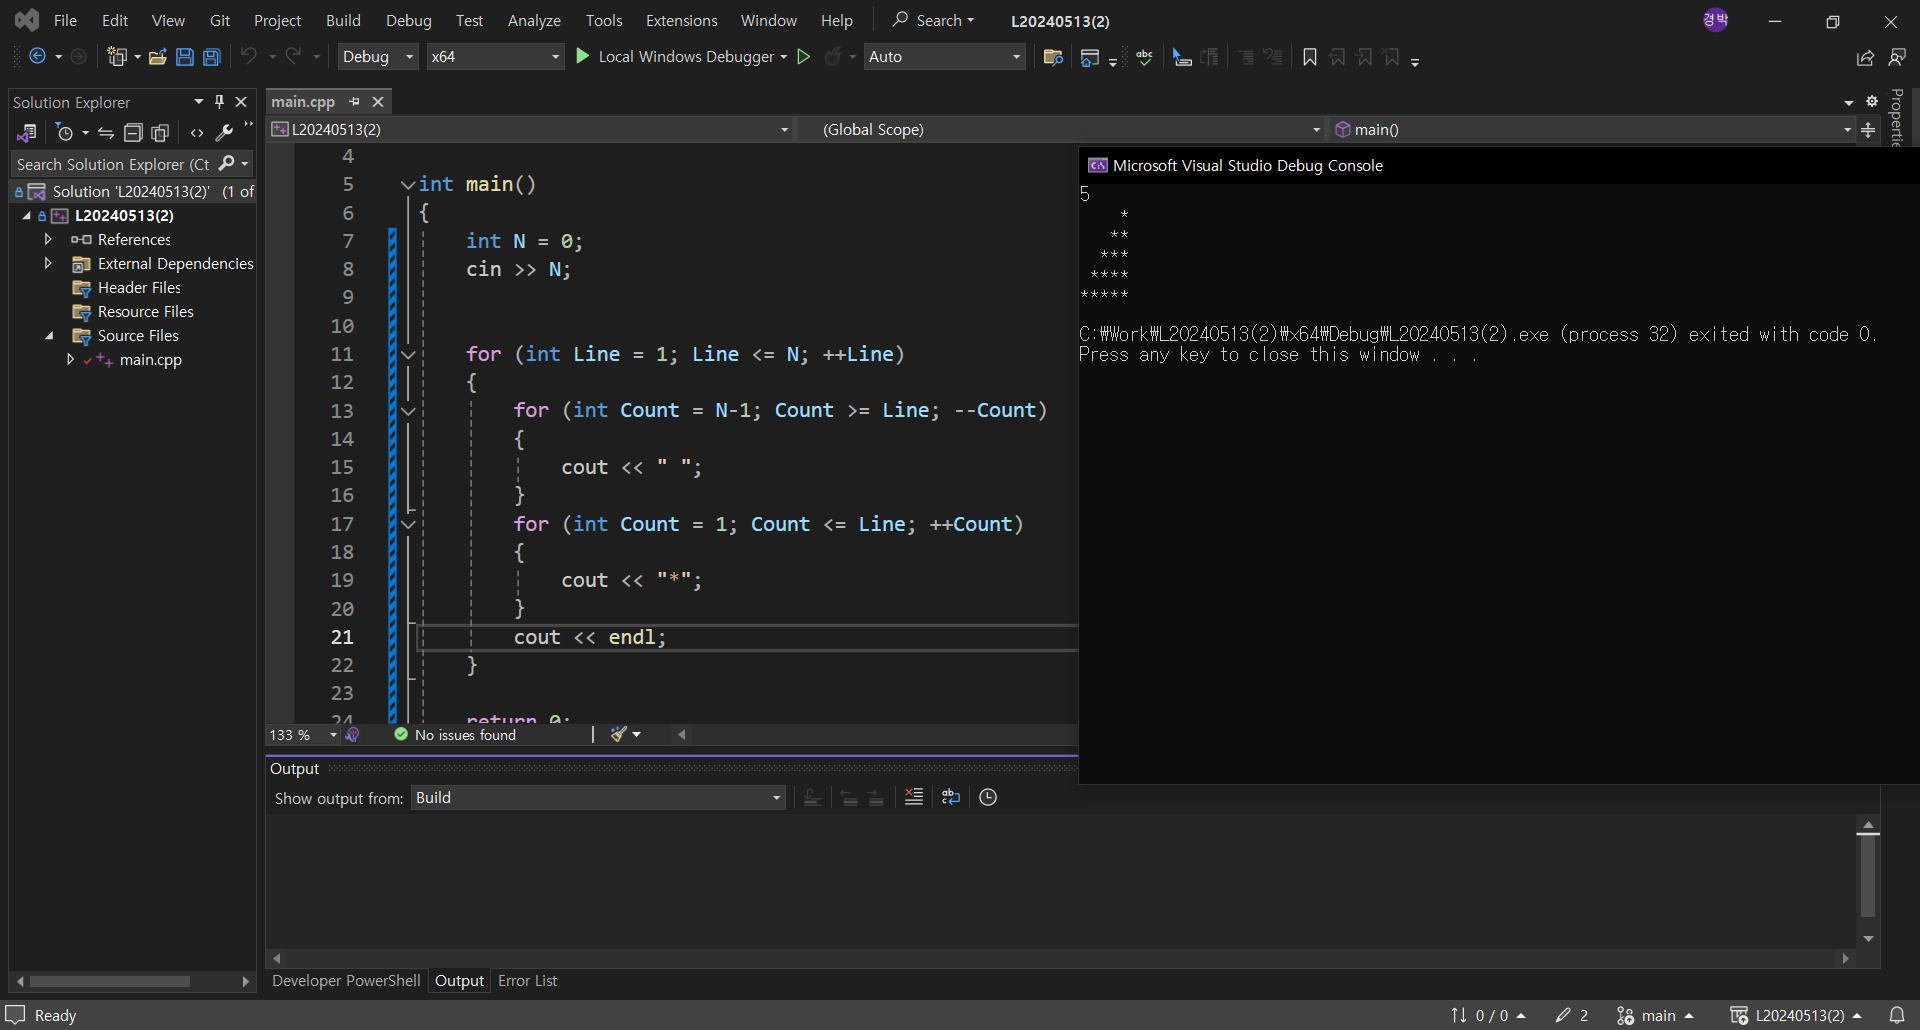 File Edit View Git Project Build Debug Test Analyze Tools Extensions Window Help Search L20240513(2) 경박
Debug x64 Local Windows Debugger Auto
Solution Explorer
Search Solution Explorer (Ct
Solution 'L20240513(2)' (1 of
L20240513(2)
References
External Dependencies
Header Files
Resource Files
Source Files
main.cpp
main.cpp
L20240513(2) (Global Scope) main()
4
5 int main()
6 {
7 int N = 0;
8 cin >> N;
9
10
11 for (int Line = 1; Line <= N; ++Line)
12 {
13 for (int Count = N-1; Count >= Line; --Count)
14 {
15 cout << " ";
16 }
17 for (int Count = 1; Count <= Line; ++Count)
18 {
19 cout << "*";
20 }
21 cout << endl;
22 }
23
24 return 0;
133 % No issues found
Microsoft Visual Studio Debug Console
5
    *
   **
  ***
 ****
*****
C:₩Work₩L20240513(2)₩x64₩Debug₩L20240513(2).exe (process 32) exited with code 0.
Press any key to close this window . . .
Output
Show output from: Build
Developer PowerShell Output Error List
Ready 0 / 0 2 main L20240513(2)